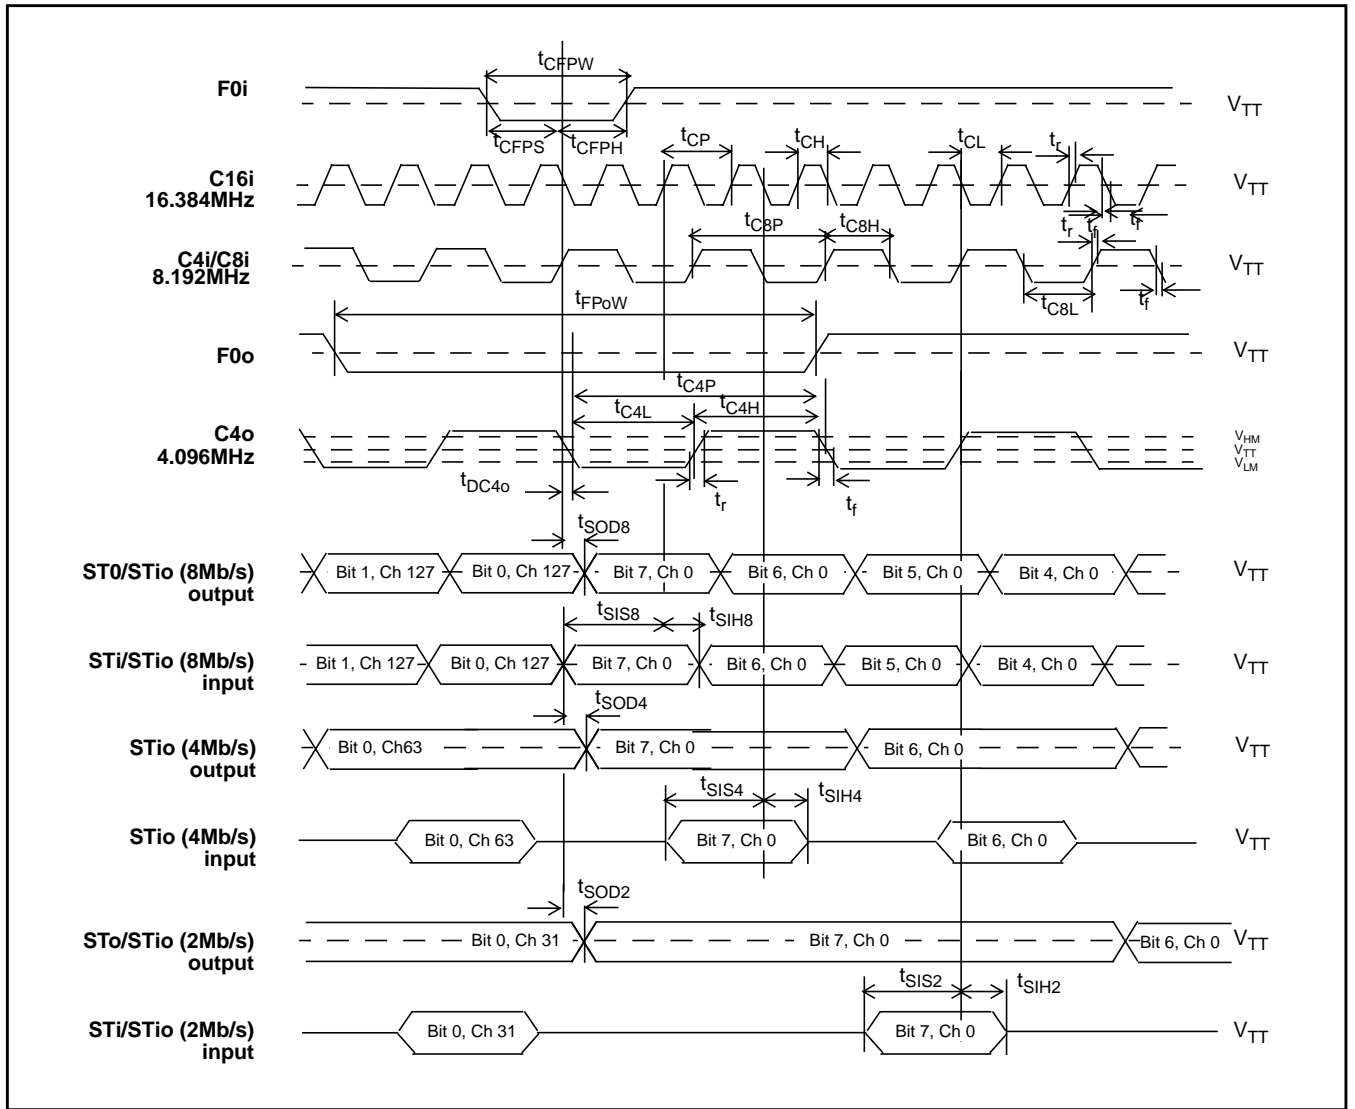 tCFPW
F0i
VTT
tCFPS tCFPH
tCP tCH tCL tr
C16i
16.384MHz
VTT
tr tf tf
tC8P tC8H
C4i/C8i
8.192MHz
VTT
tC8L tf
tFPoW
F0o
VTT
tC4P
tC4L tC4H
C4o
4.096MHz
VHM
VTT
VLM
tDC4o tr tf
tSOD8
ST0/STio (8Mb/s)
output
Bit 1, Ch 127 Bit 0, Ch 127 Bit 7, Ch 0 Bit 6, Ch 0 Bit 5, Ch 0 Bit 4, Ch 0 VTT
tSIS8 tSIH8
STi/STio (8Mb/s)
input
Bit 1, Ch 127 Bit 0, Ch 127 Bit 7, Ch 0 Bit 6, Ch 0 Bit 5, Ch 0 Bit 4, Ch 0 VTT
tSOD4
STio (4Mb/s)
output
Bit 0, Ch63 Bit 7, Ch 0 Bit 6, Ch 0 VTT
tSIS4 tSIH4
STio (4Mb/s)
input
Bit 0, Ch 63 Bit 7, Ch 0 Bit 6, Ch 0 VTT
tSOD2
STo/STio (2Mb/s)
output
Bit 0, Ch 31 Bit 7, Ch 0 Bit 6, Ch 0 VTT
tSIS2 tSIH2
STi/STio (2Mb/s)
input
Bit 0, Ch 31 Bit 7, Ch 0 VTT